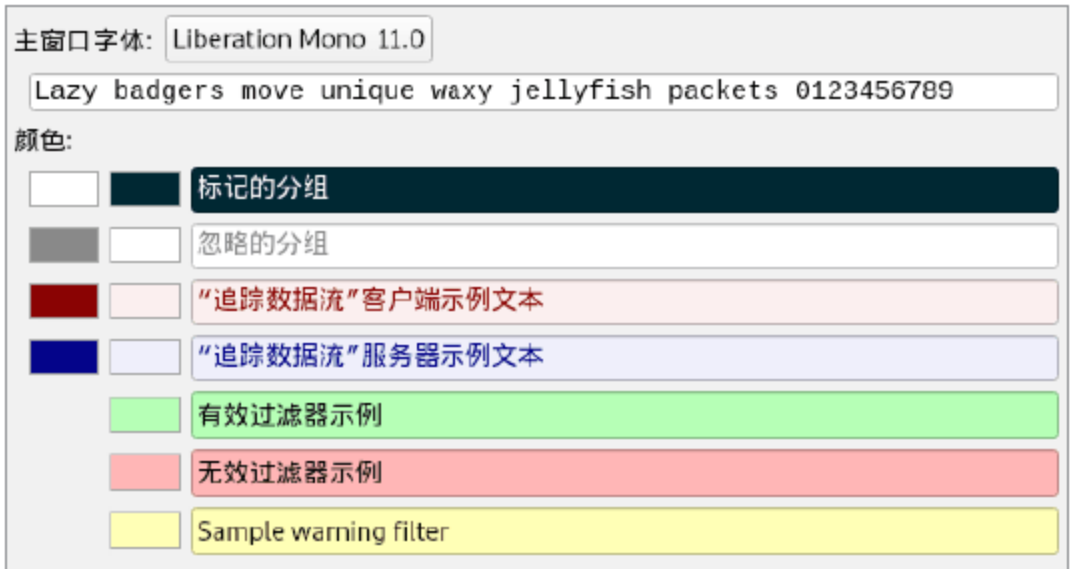 主窗口字体: Liberation Mono 11.0
Lazy badgers move unique waxy jellyfish packets 0123456789
颜色:
标记的分组
忽略的分组
“追踪数据流”客户端示例文本
“追踪数据流”服务器示例文本
有效过滤器示例
无效过滤器示例
Sample warning filter